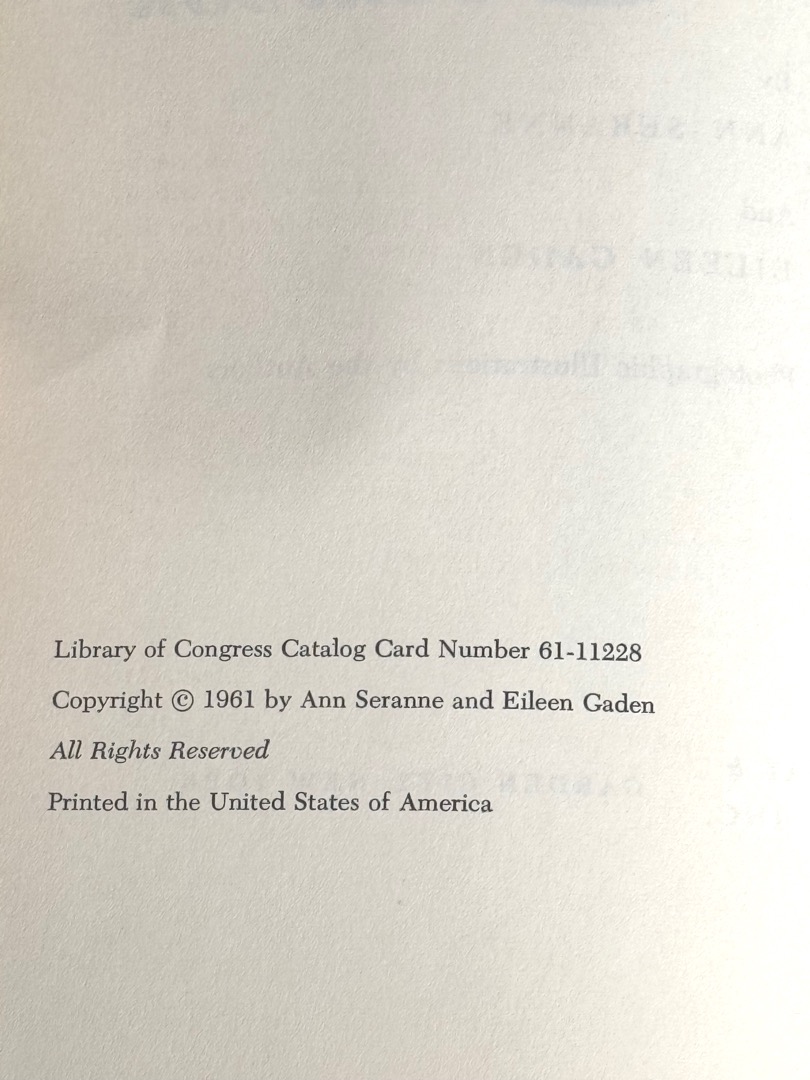 Library of Congress Catalog Card Number 61-11228
Copyright © 1961 by Ann Seranne and Eileen Gaden
All Rights Reserved
Printed in the United States of America